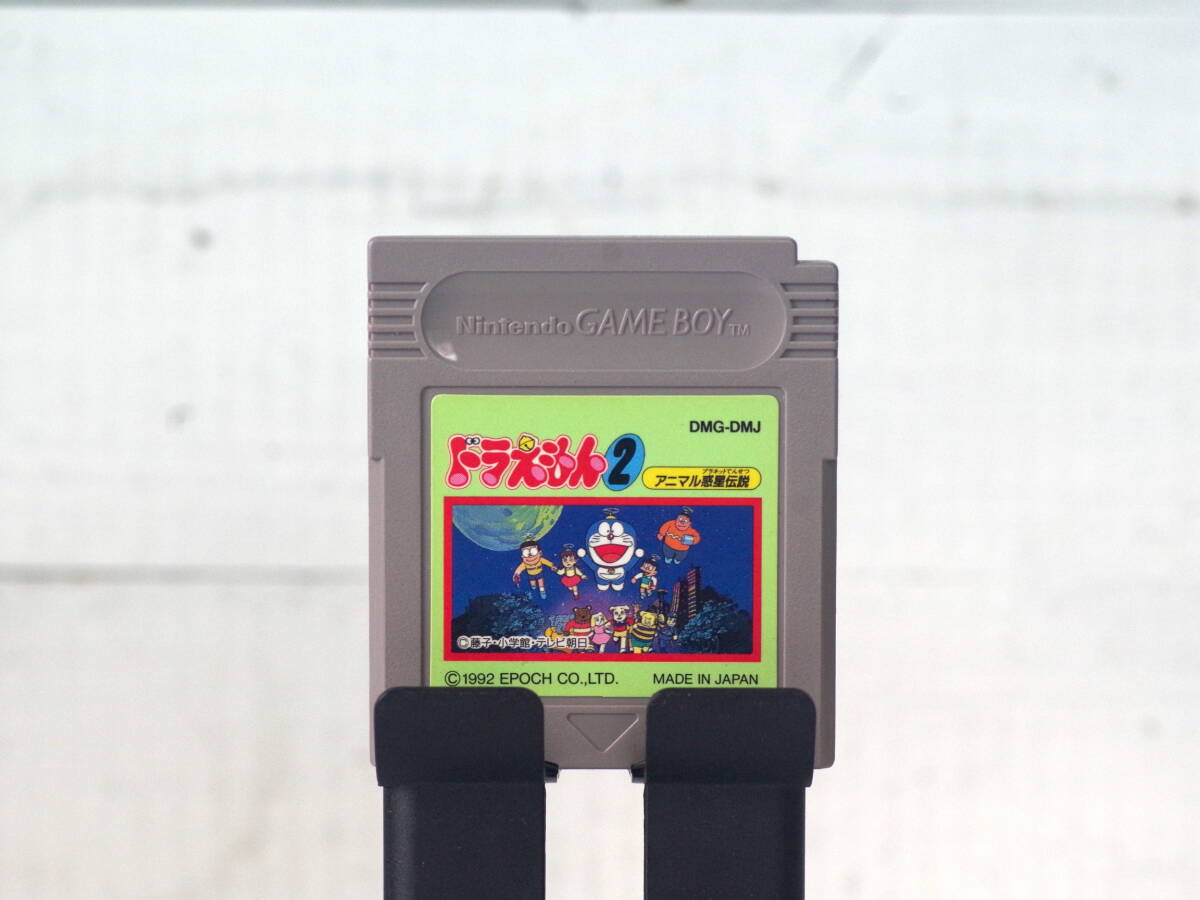 Nintendo GAME BOY TM
DMG-DMJ
ドラえもん2
プラネットでんせつ
アニマル惑星伝説
©藤子・小学館・テレビ朝日
©1992 EPOCH CO.,LTD. MADE IN JAPAN